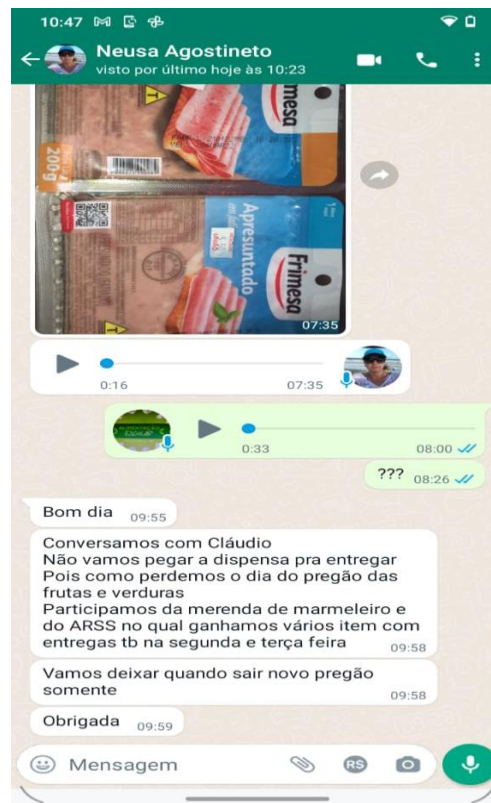 10:47
Neusa Agostineto
visto por último hoje às 10:23
200g
Frimesa
Apresuntado
Frimesa
07:35
0:16 07:35
ALIMENTAÇÃO
ESCOLAR
0:33 08:00
??? 08:26
Bom dia 09:55
Conversamos com Cláudio
Não vamos pegar a dispensa pra entregar
Pois como perdemos o dia do pregão das
frutas e verduras
Participamos da merenda de marmeleiro e
do ARSS no qual ganhamos vários item com
entregas tb na segunda e terça feira 09:58
Vamos deixar quando sair novo pregão
somente 09:58
Obrigada 09:59
Mensagem